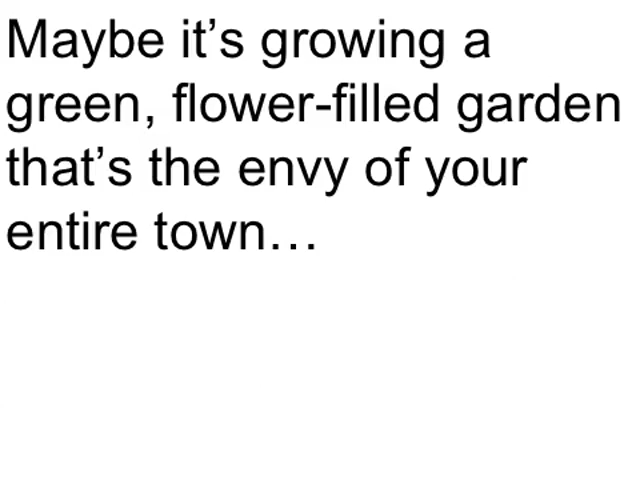 Maybe it’s growing a
green, flower-filled garden
that’s the envy of your
entire town…